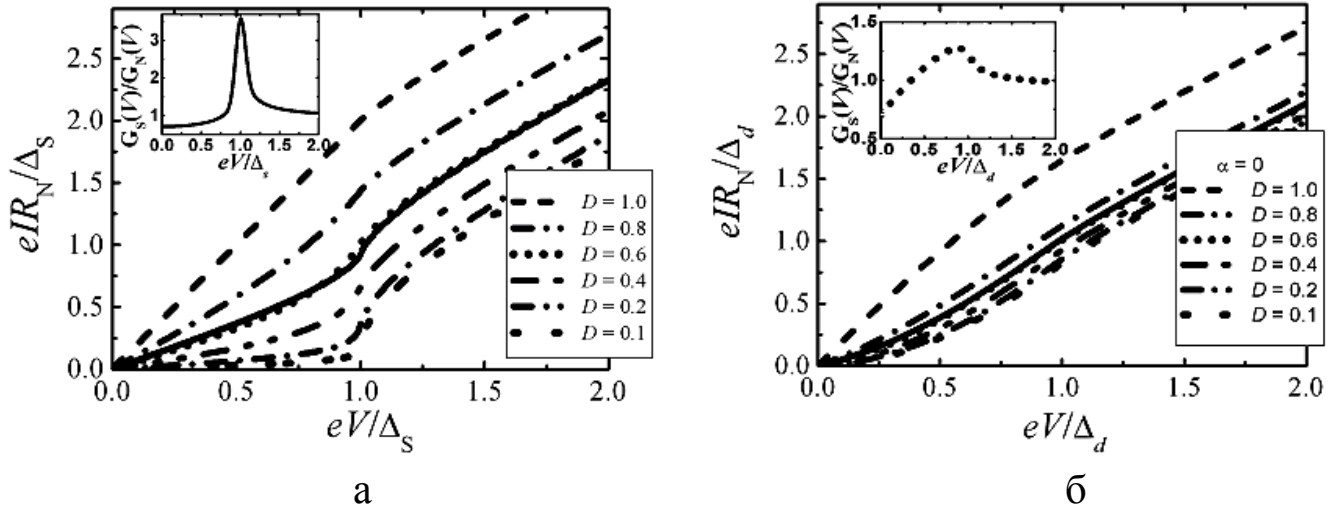 G_S(V)/G_N(V)
3
2
1
0.0 0.5 1.0 1.5 2.0
eV/Δ_s
eIR_N/Δ_S
2.5
2.0
1.5
1.0
0.5
0.0
0.0 0.5 1.0 1.5 2.0
eV/Δ_S
D = 1.0
D = 0.8
D = 0.6
D = 0.4
D = 0.2
D = 0.1
а
G_S(V)/G_N(V)
1.5
1.0
0.5
0.0 0.5 1.0 1.5 2.0
eV/Δ_d
eIR_N/Δ_d
2.5
2.0
1.5
1.0
0.5
0.0
0.0 0.5 1.0 1.5 2.0
eV/Δ_d
α = 0
D = 1.0
D = 0.8
D = 0.6
D = 0.4
D = 0.2
D = 0.1
б